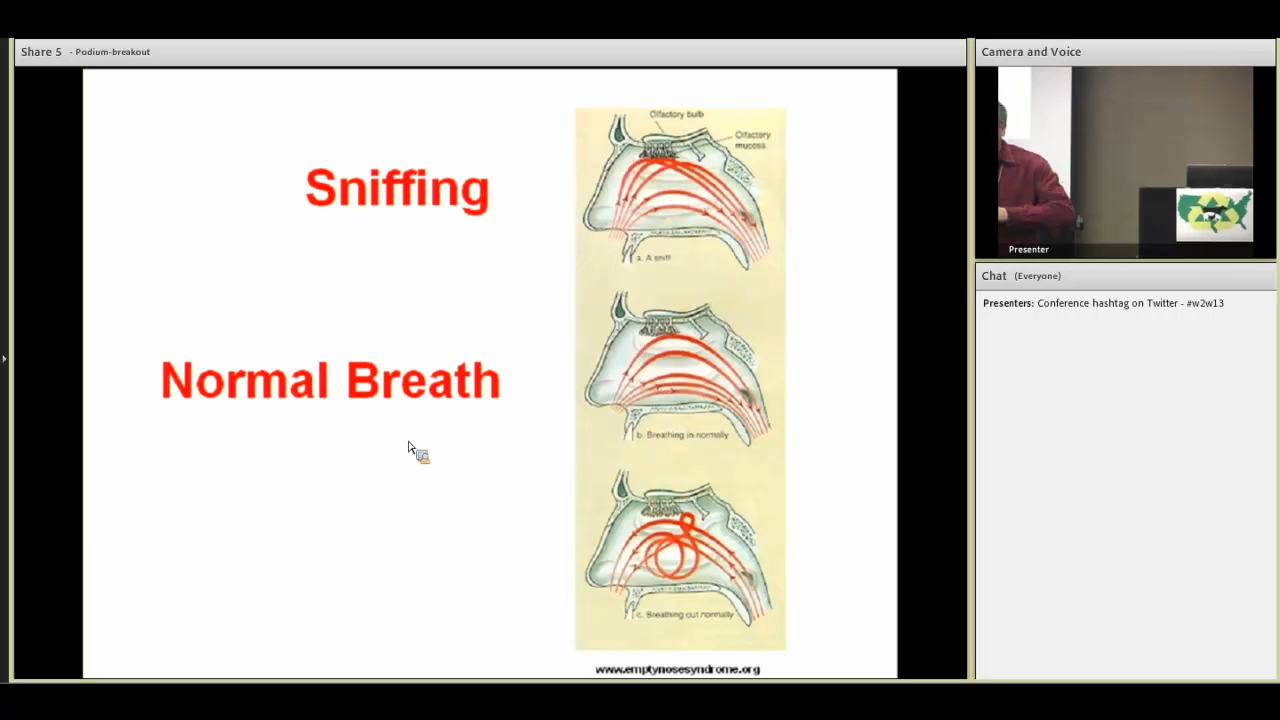 Share 5 - Podium-breakout
Sniffing
Normal Breath
Olfactory bulb
Olfactory
mucosa
a. A sniff
b. Breathing in normally
c. Breathing out normally
www.emptynosesyndrome.org
Camera and Voice
Presenter
Chat (Everyone)
Presenters: Conference hashtag on Twitter - #w2w13